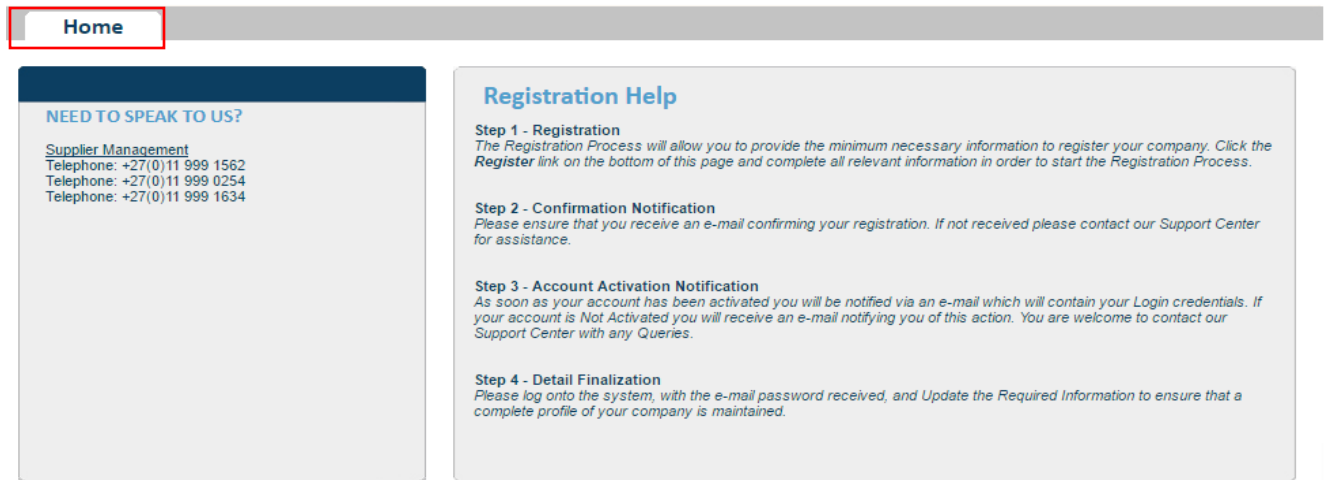 Home
NEED TO SPEAK TO US?
Supplier Management
Telephone: +27(0)11 999 1562
Telephone: +27(0)11 999 0254
Telephone: +27(0)11 999 1634
Registration Help
Step 1 - Registration
The Registration Process will allow you to provide the minimum necessary information to register your company. Click the
Register link on the bottom of this page and complete all relevant information in order to start the Registration Process.
Step 2 - Confirmation Notification
Please ensure that you receive an e-mail confirming your registration. If not received please contact our Support Center
for assistance.
Step 3 - Account Activation Notification
As soon as your account has been activated you will be notified via an e-mail which will contain your Login credentials. If
your account is Not Activated you will receive an e-mail notifying you of this action. You are welcome to contact our
Support Center with any Queries.
Step 4 - Detail Finalization
Please log onto the system, with the e-mail password received, and Update the Required Information to ensure that a
complete profile of your company is maintained.